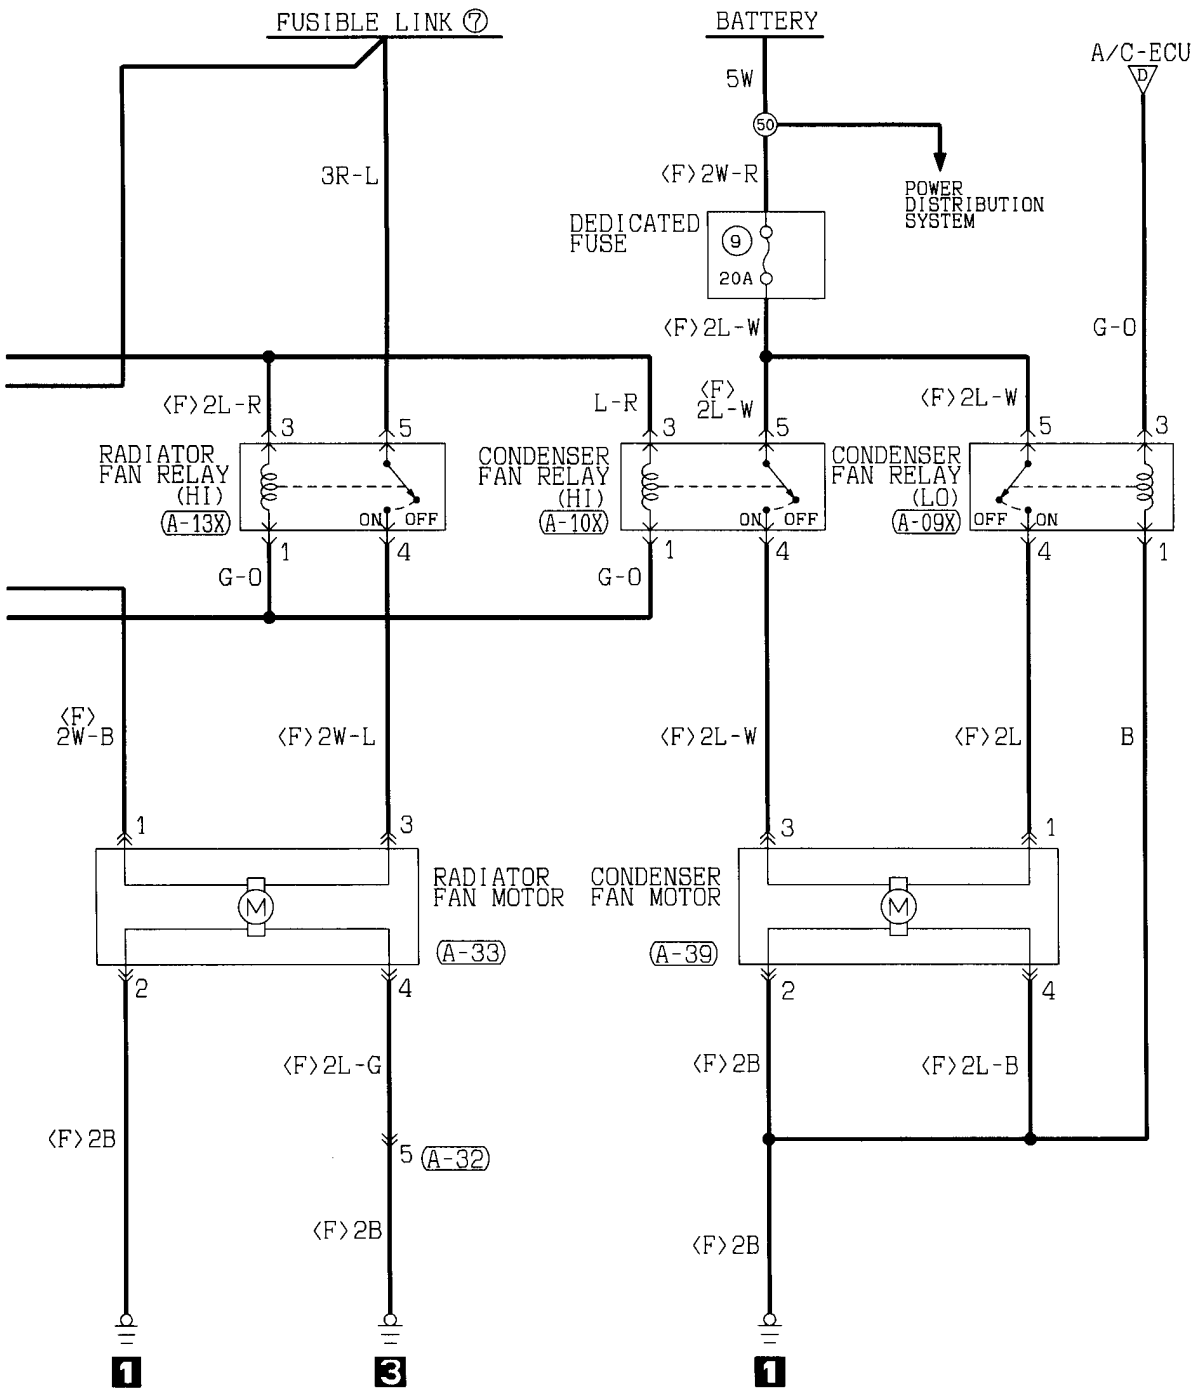 FUSIBLE LINK ⑦
BATTERY
A/C-ECU
D
5W
50
3R-L
〈F〉2W-R
POWER
DISTRIBUTION
SYSTEM
DEDICATED
FUSE
9
20A
〈F〉2L-W
G-O
〈F〉2L-R
L-R
〈F〉
2L-W
〈F〉2L-W
3
5
3
5
5
3
RADIATOR
FAN RELAY
(HI)
A-13X
ON
OFF
CONDENSER
FAN RELAY
(HI)
A-10X
ON
OFF
CONDENSER
FAN RELAY
(LO)
A-09X
OFF
ON
1
4
1
4
4
1
G-O
G-O
〈F〉
2W-B
〈F〉2W-L
〈F〉2L-W
〈F〉2L
B
1
3
3
1
M
RADIATOR
FAN MOTOR
A-33
CONDENSER
FAN MOTOR
A-39
M
2
4
2
4
〈F〉2L-G
〈F〉2B
〈F〉2L-B
〈F〉2B
5
A-32
〈F〉2B
〈F〉2B
1
3
1